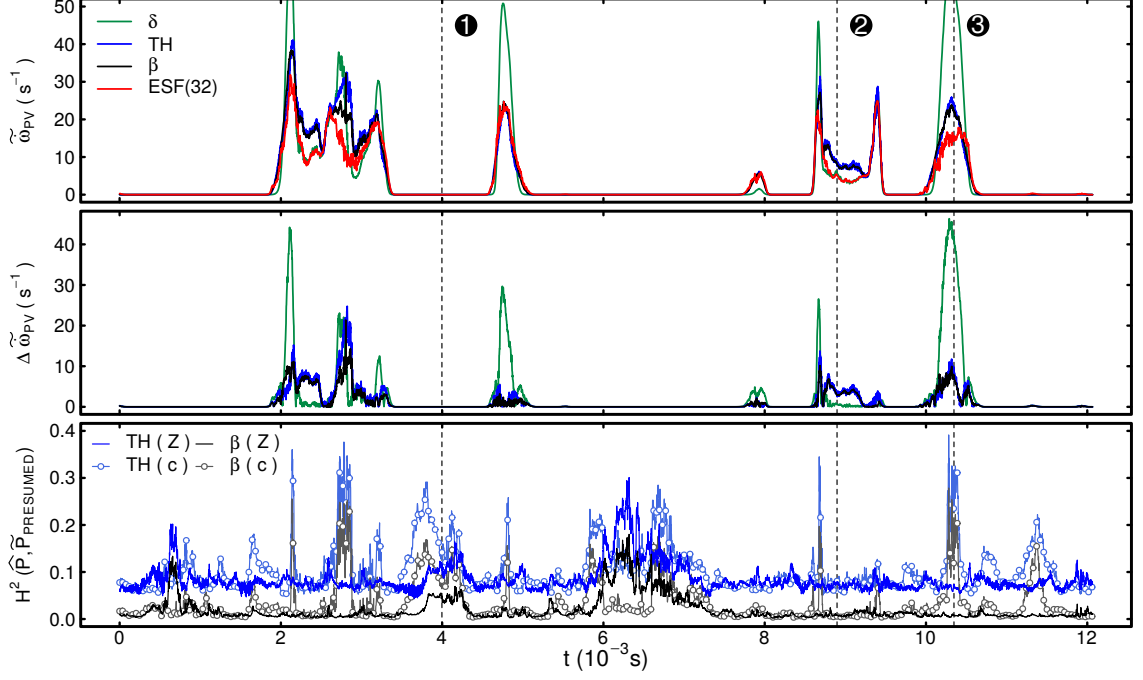 50
40
30
20
10
0
ω̃PV ( s⁻¹ )
δ
TH
β
ESF(32)
❶
❷
❸
40
30
20
10
0
Δ ω̃PV ( s⁻¹ )
0.4
0.3
0.2
0.1
0.0
H² (P̂, P̃PRESUMED)
TH ( Z ) β ( Z )
TH ( c ) β ( c )
0 2 4 6 8 10 12
t (10⁻³s)